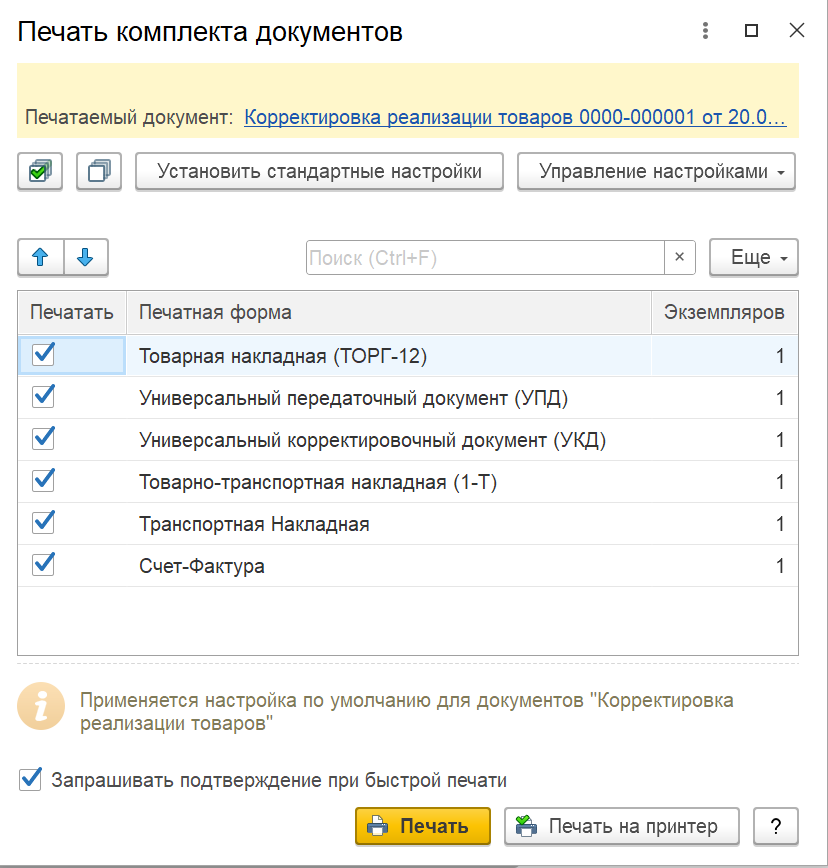 Печать комплекта документов
Печатаемый документ: Корректировка реализации товаров 0000-000001 от 20.0...
Установить стандартные настройки Управление настройками
Поиск (Ctrl+F) × Еще
Печатать Печатная форма Экземпляров
Товарная накладная (ТОРГ-12) 1
Универсальный передаточный документ (УПД) 1
Универсальный корректировочный документ (УКД) 1
Товарно-транспортная накладная (1-Т) 1
Транспортная Накладная 1
Счет-Фактура 1
Применяется настройка по умолчанию для документов "Корректировка
реализации товаров"
Запрашивать подтверждение при быстрой печати
Печать Печать на принтер ?